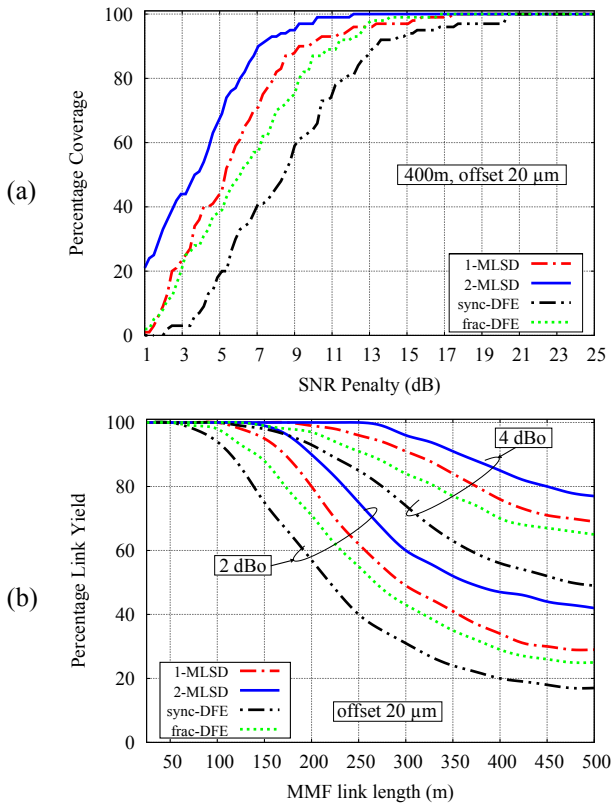 (a)
Percentage Coverage
100
80
60
40
20
0
400m, offset 20 µm
1-MLSD
2-MLSD
sync-DFE
frac-DFE
1 3 5 7 9 11 13 15 17 19 21 23 25
SNR Penalty (dB)
(b)
Percentage Link Yield
100
80
60
40
20
0
4 dBo
2 dBo
1-MLSD
2-MLSD
sync-DFE
frac-DFE
offset 20 µm
50 100 150 200 250 300 350 400 450 500
MMF link length (m)